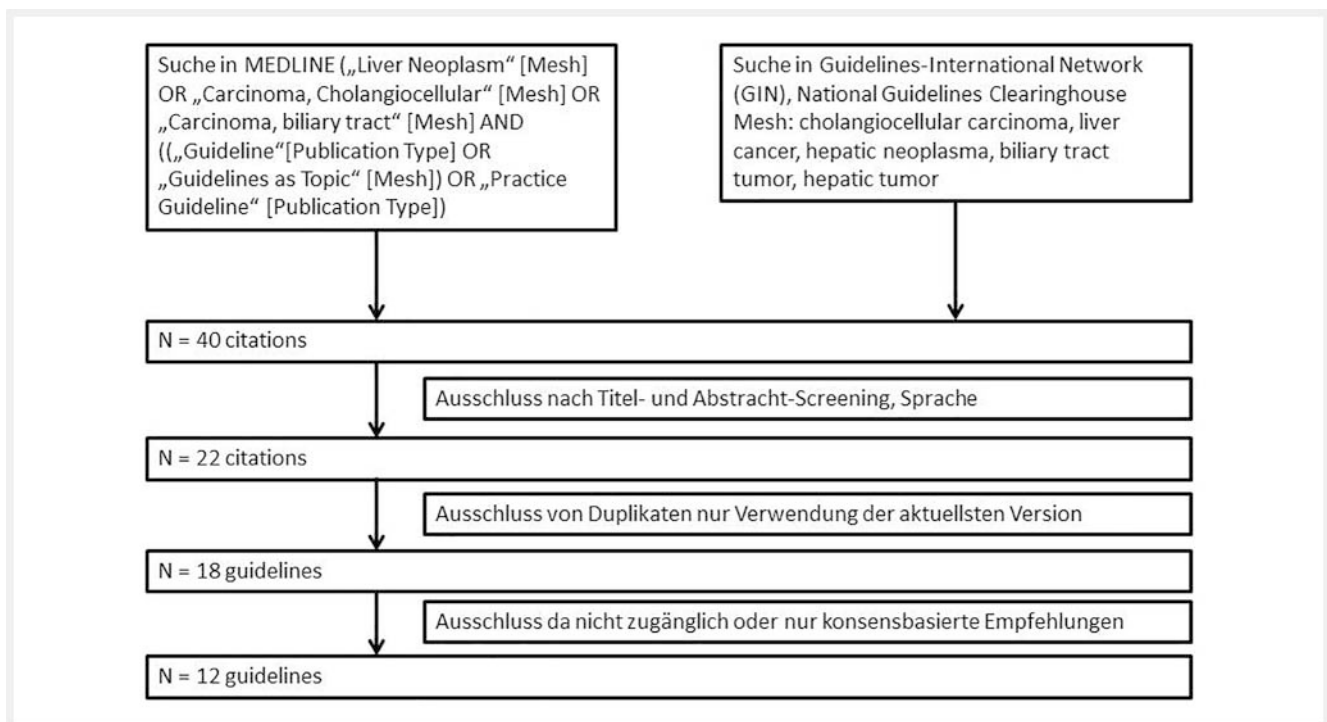 Suche in MEDLINE („Liver Neoplasm“ [Mesh]
OR „Carcinoma, Cholangiocellular“ [Mesh] OR
„Carcinoma, biliary tract“ [Mesh] AND
((„Guideline“[Publication Type] OR
„Guidelines as Topic“ [Mesh]) OR „Practice
Guideline“ [Publication Type])
Suche in Guidelines-International Network
(GIN), National Guidelines Clearinghouse
Mesh: cholangiocellular carcinoma, liver
cancer, hepatic neoplasma, biliary tract
tumor, hepatic tumor
N = 40 citations
Ausschluss nach Titel- und Abstracht-Screening, Sprache
N = 22 citations
Ausschluss von Duplikaten nur Verwendung der aktuellsten Version
N = 18 guidelines
Ausschluss da nicht zugänglich oder nur konsensbasierte Empfehlungen
N = 12 guidelines